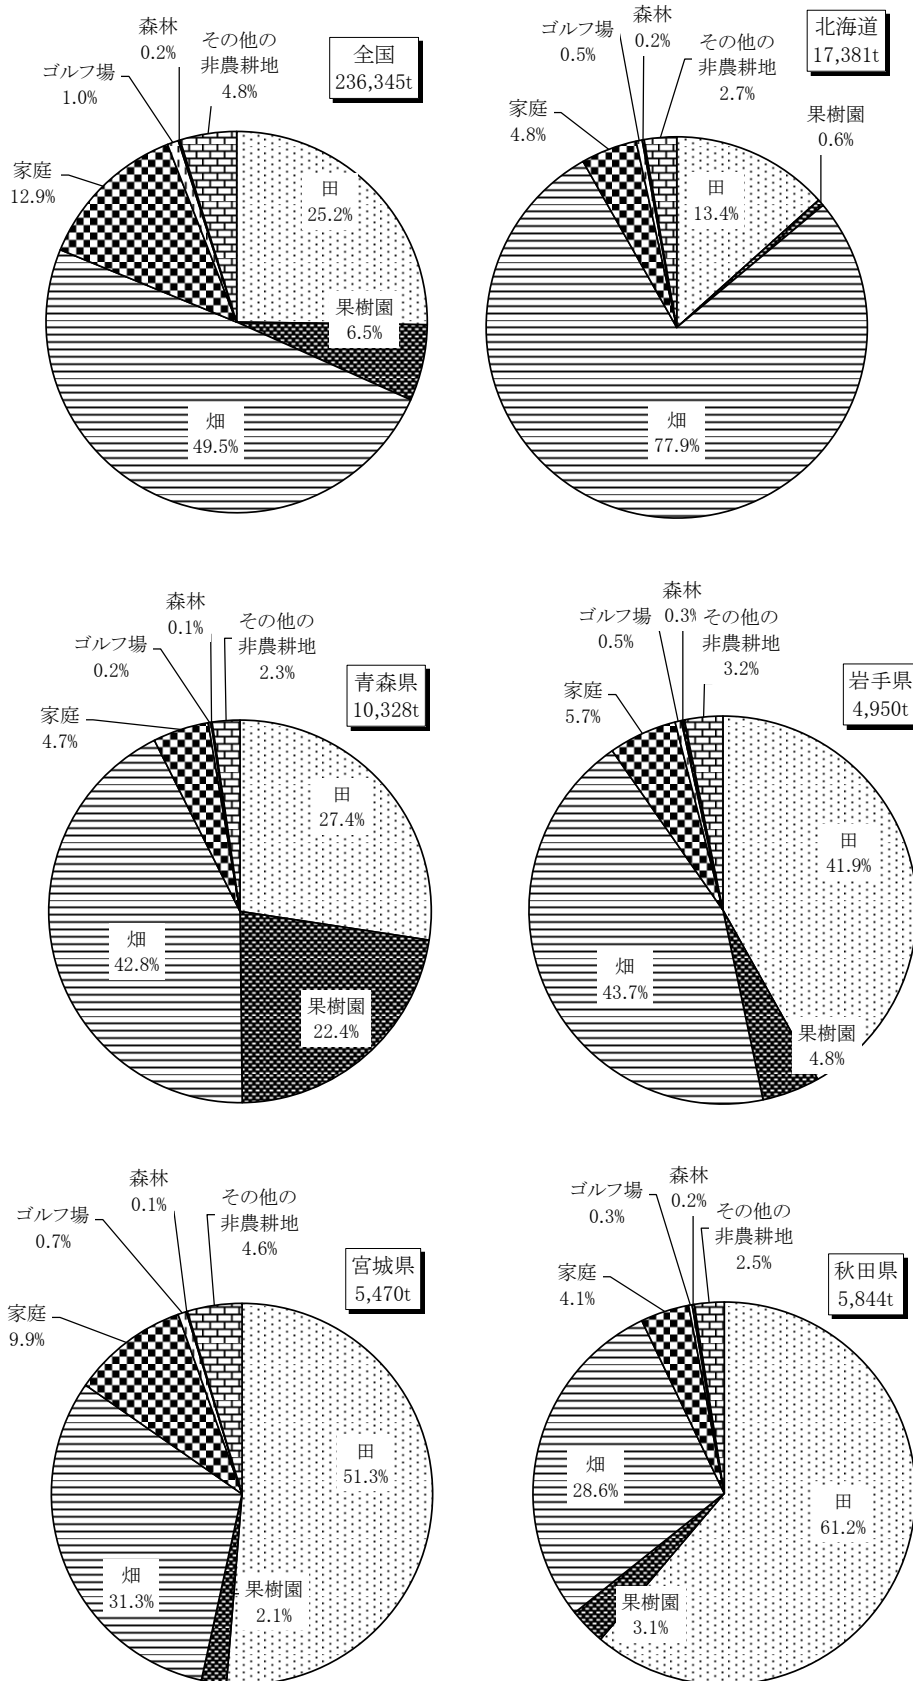 全国
236,345t
森林
0.2%
その他の
非農耕地
4.8%
ゴルフ場
1.0%
家庭
12.9%
田
25.2%
果樹園
6.5%
畑
49.5%
北海道
17,381t
森林
0.2%
その他の
非農耕地
2.7%
ゴルフ場
0.5%
家庭
4.8%
果樹園
0.6%
田
13.4%
畑
77.9%
青森県
10,328t
森林
0.1%
その他の
非農耕地
2.3%
ゴルフ場
0.2%
家庭
4.7%
田
27.4%
畑
42.8%
果樹園
22.4%
岩手県
4,950t
森林
0.3%
その他の
非農耕地
3.2%
ゴルフ場
0.5%
家庭
5.7%
田
41.9%
畑
43.7%
果樹園
4.8%
宮城県
5,470t
森林
0.1%
その他の
非農耕地
4.6%
ゴルフ場
0.7%
家庭
9.9%
田
51.3%
畑
31.3%
果樹園
2.1%
秋田県
5,844t
森林
0.2%
その他の
非農耕地
2.5%
ゴルフ場
0.3%
家庭
4.1%
畑
28.6%
田
61.2%
果樹園
3.1%